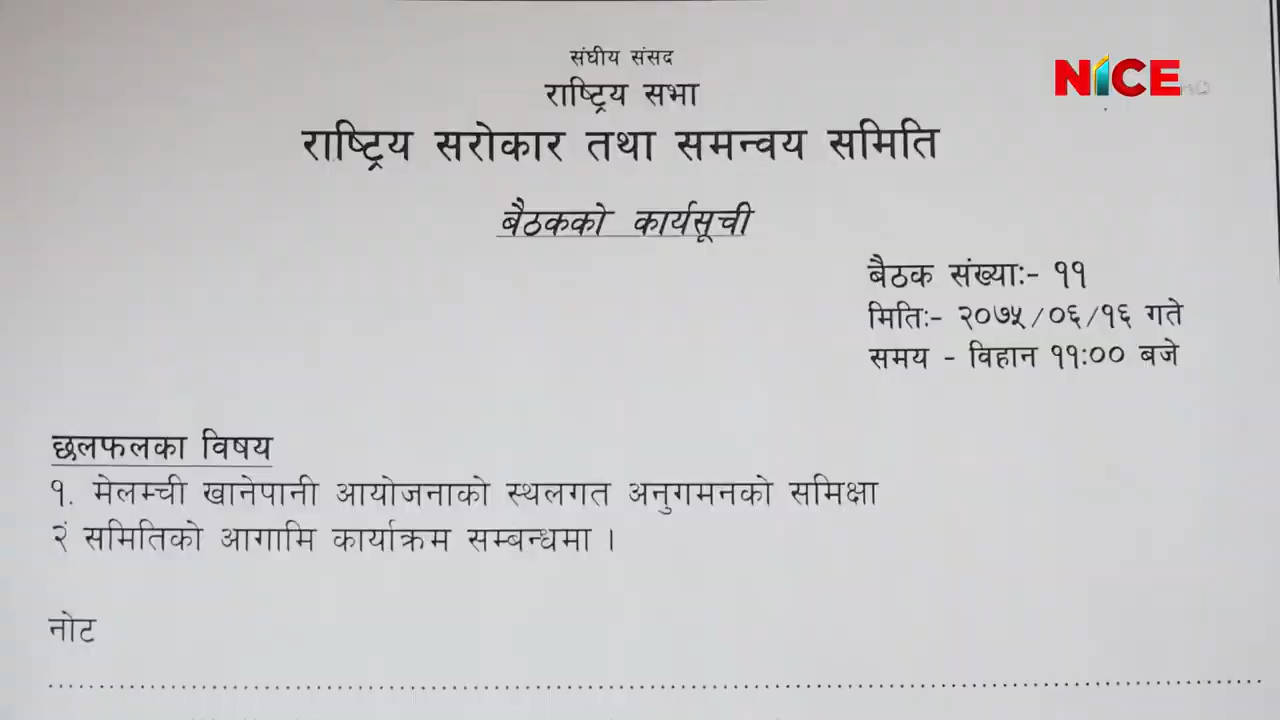 संघीय संसद
राष्ट्रिय सभा
NICE
राष्ट्रिय सरोकार तथा समन्वय समिति
बैठकको कार्यसूची
बैठक संख्याः- ११
मितिः- २०७५/०६/१६ गते
समय - विहान ११:०० बजे
छलफलका विषय
१. मेलम्ची खानेपानी आयोजनाको स्थलगत अनुगमनको समिक्षा
२ं समितिको आगामि कार्याक्रम सम्बन्धमा ।
नोट